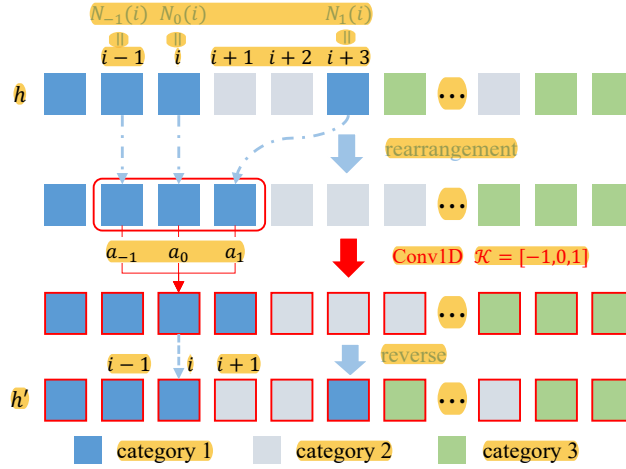 N₋₁(i) N₀(i) N₁(i)
= = =
i − 1 i i + 1 i + 2 i + 3
h ...
rearrangement
...
a₋₁ a₀ a₁
Conv1D 𝒦 = [−1,0,1]
...
i − 1 i i + 1 reverse
h′ ...
category 1 category 2 category 3